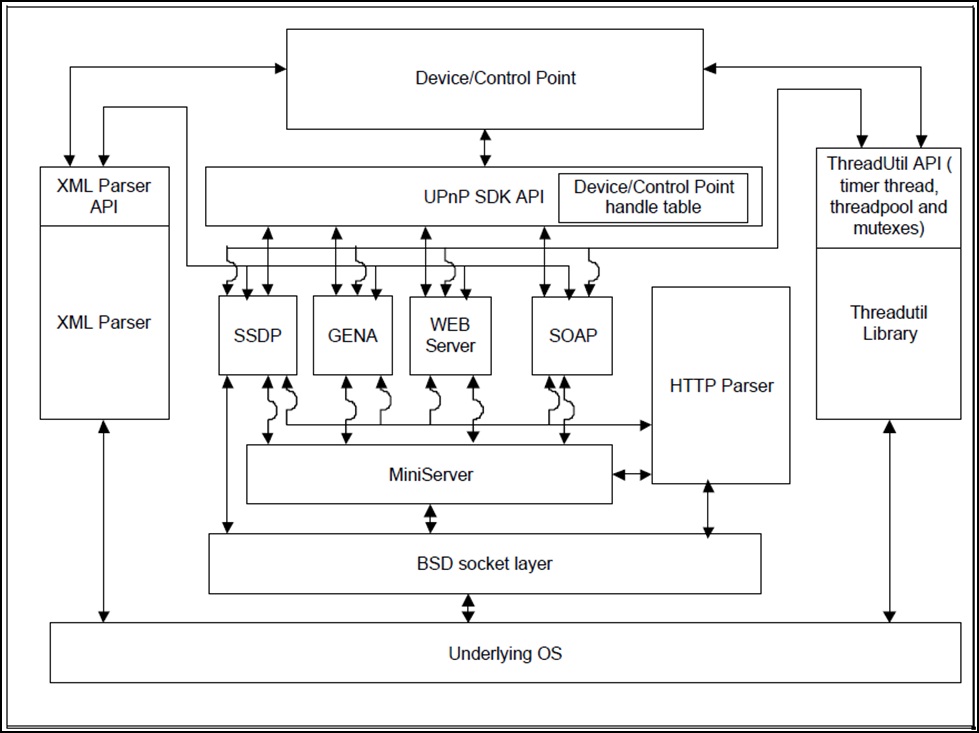 Device/Control Point
XML Parser
API
UPnP SDK API
Device/Control Point
handle table
ThreadUtil API (
timer thread,
threadpool and
mutexes)
XML Parser
SSDP
GENA
WEB
Server
SOAP
HTTP Parser
Threadutil
Library
MiniServer
BSD socket layer
Underlying OS